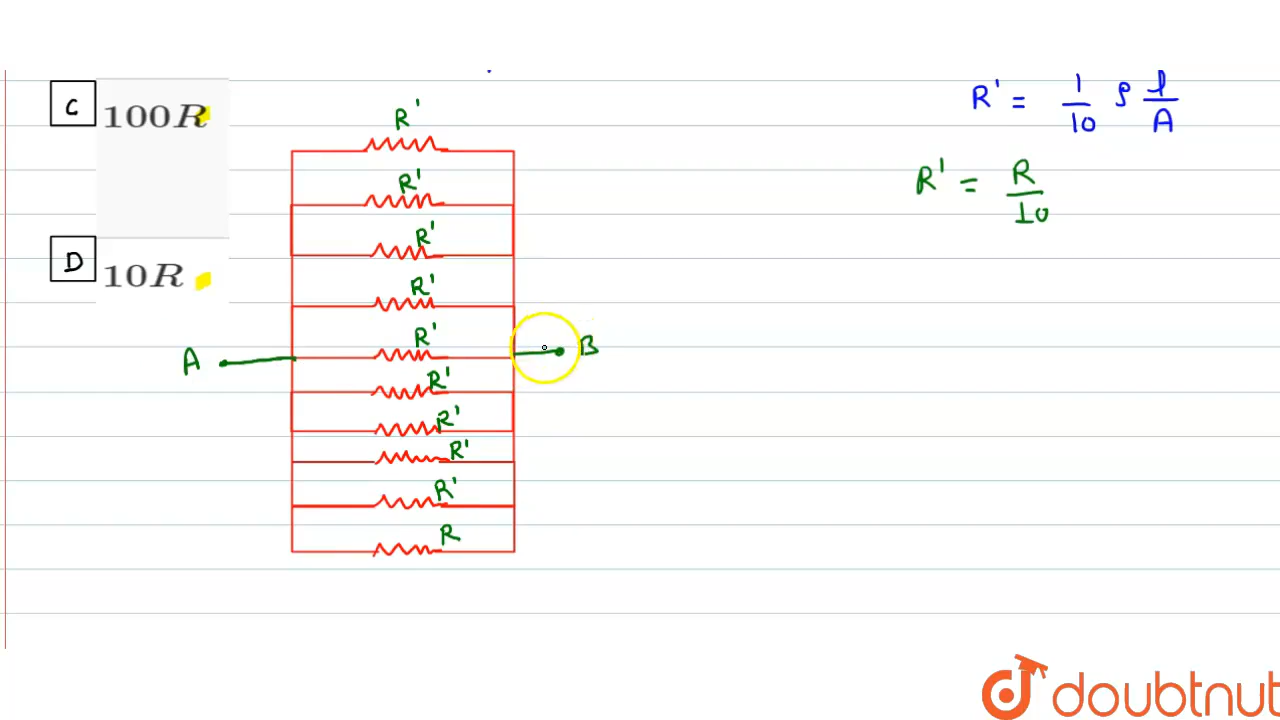 C 100R
D 10R
R'
R'
R'
R'
R'
R'
R'
R'
R'
R
A
B
R' = 1/10 ρ l/A
R' = R/10
doubtnut